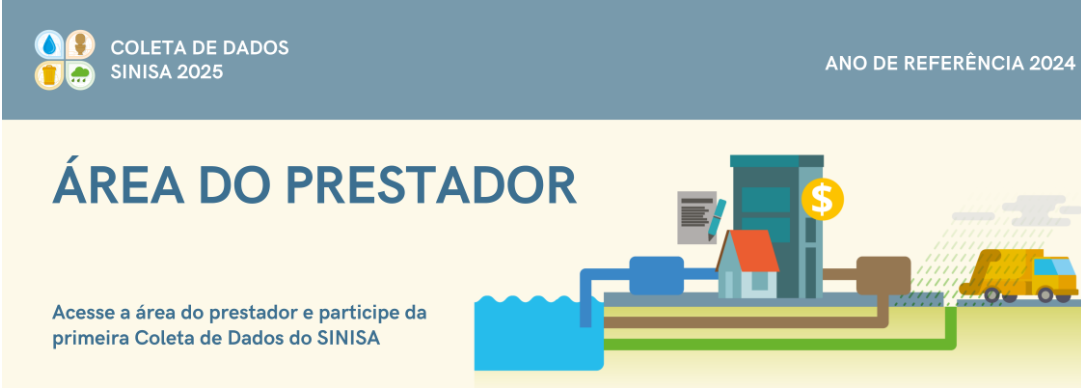 COLETA DE DADOS
SINISA 2025
ANO DE REFERÊNCIA 2024
ÁREA DO PRESTADOR
$
Acesse a área do prestador e participe da
primeira Coleta de Dados do SINISA